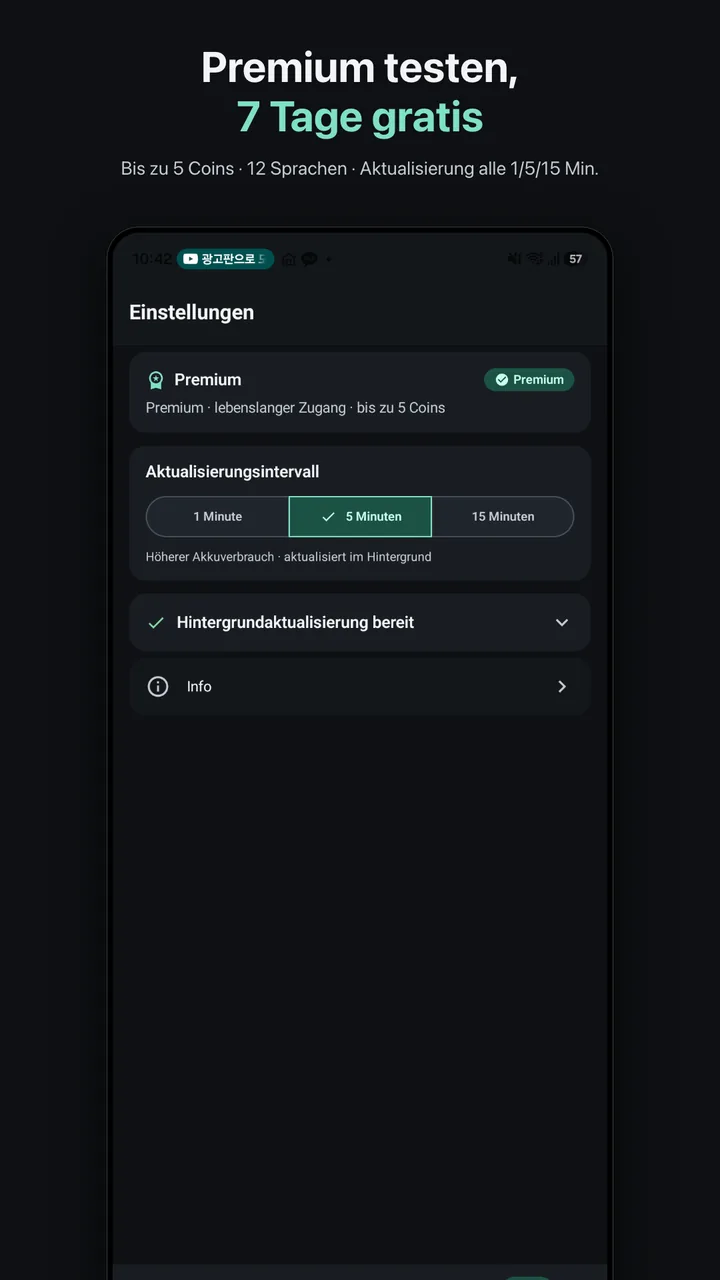 Premium testen,
7 Tage gratis
Bis zu 5 Coins · 12 Sprachen · Aktualisierung alle 1/5/15 Min.
10:42 광고판으로 57
Einstellungen
Premium Premium
Premium · lebenslanger Zugang · bis zu 5 Coins
Aktualisierungsintervall
1 Minute 5 Minuten 15 Minuten
Höherer Akkuverbrauch · aktualisiert im Hintergrund
Hintergrundaktualisierung bereit
Info